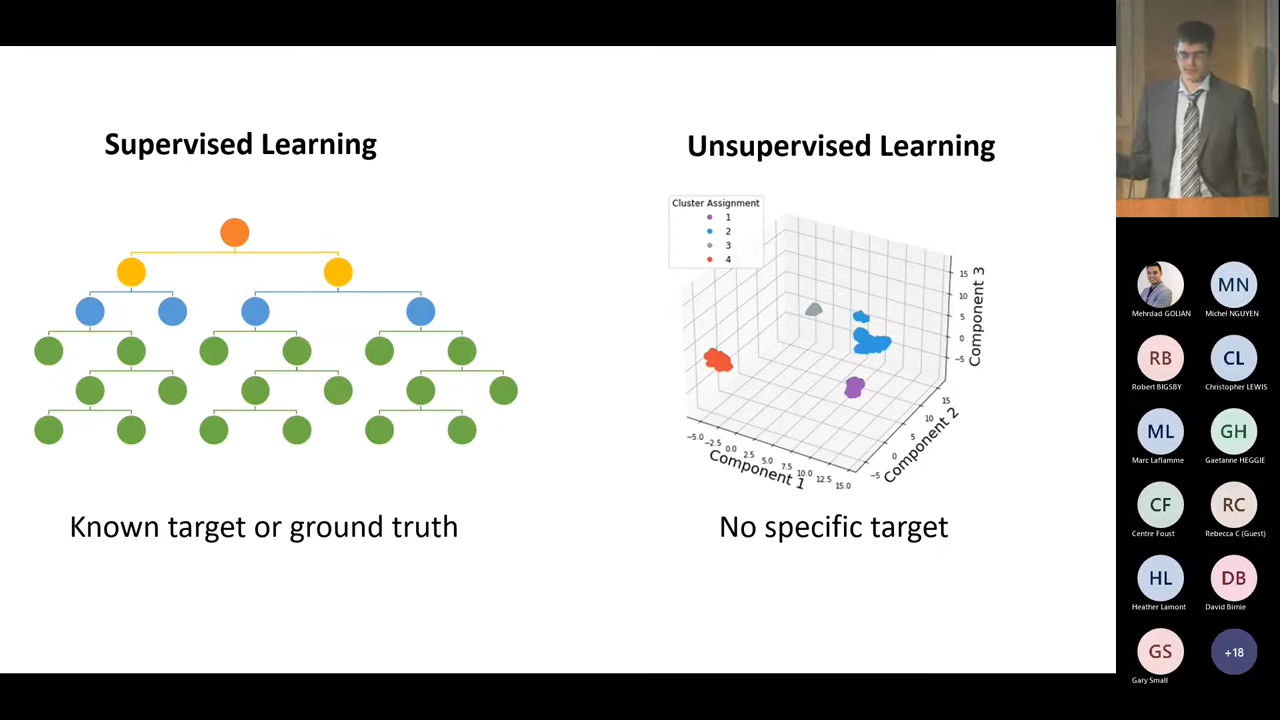 Supervised Learning
Known target or ground truth
Unsupervised Learning
Cluster Assignment
1
2
3
4
15
10
5
0
−5
Component 3
15
10
5
0
−5
Component 2
−5.0
−2.5
0.0
2.5
5.0
7.5
10.0
12.5
15.0
Component 1
No specific target
Mehrdad GOLIAN
MN
Michel NGUYEN
RB
Robert BIGSBY
CL
Christopher LEWIS
ML
Marc Laflamme
GH
Gaetanne HEGGIE
CF
Centre Foust
RC
Rebecca C (Guest)
HL
Heather Lamont
DB
David Birnie
GS
Gary Small
+18